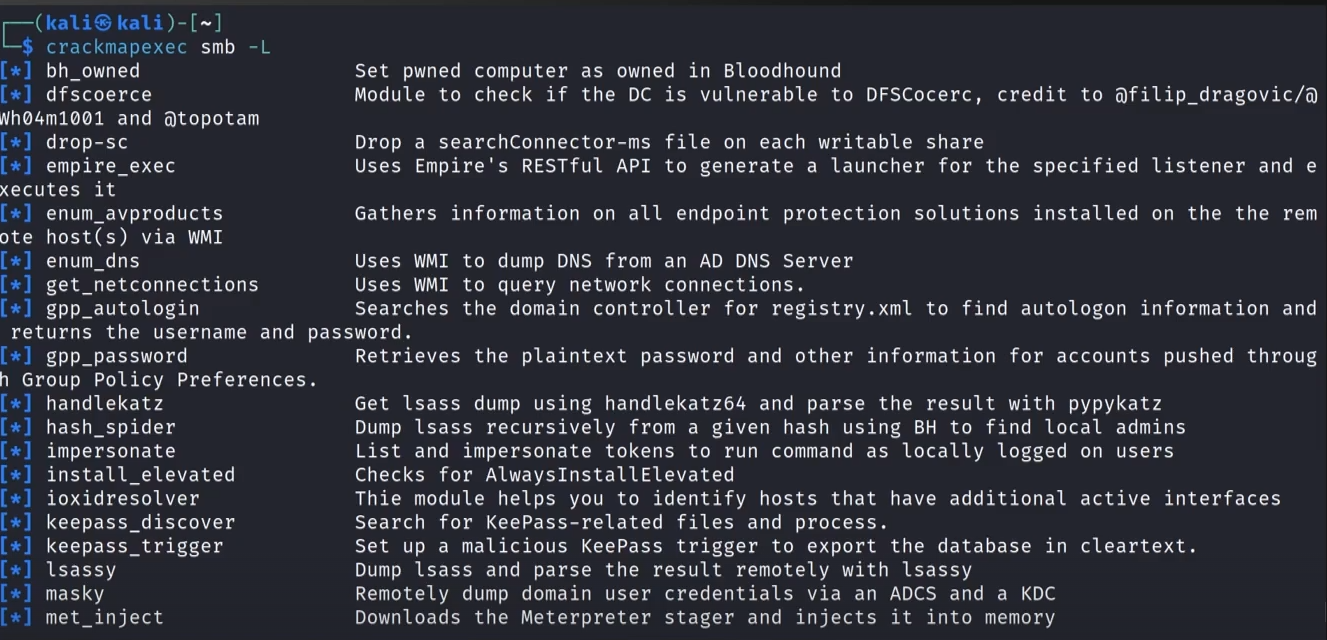 ┌──(kali㉿kali)-[~]
└─$ crackmapexec smb -L
[*] bh_owned                  Set pwned computer as owned in Bloodhound
[*] dfscoerce                 Module to check if the DC is vulnerable to DFSCocerc, credit to @filip_dragovic/@
Wh04m1001 and @topotam
[*] drop-sc                   Drop a searchConnector-ms file on each writable share
[*] empire_exec               Uses Empire's RESTful API to generate a launcher for the specified listener and e
xecutes it
[*] enum_avproducts           Gathers information on all endpoint protection solutions installed on the the rem
ote host(s) via WMI
[*] enum_dns                  Uses WMI to dump DNS from an AD DNS Server
[*] get_netconnections        Uses WMI to query network connections.
[*] gpp_autologin             Searches the domain controller for registry.xml to find autologon information and
 returns the username and password.
[*] gpp_password              Retrieves the plaintext password and other information for accounts pushed throug
h Group Policy Preferences.
[*] handlekatz                Get lsass dump using handlekatz64 and parse the result with pypykatz
[*] hash_spider               Dump lsass recursively from a given hash using BH to find local admins
[*] impersonate               List and impersonate tokens to run command as locally logged on users
[*] install_elevated          Checks for AlwaysInstallElevated
[*] ioxidresolver             Thie module helps you to identify hosts that have additional active interfaces
[*] keepass_discover          Search for KeePass-related files and process.
[*] keepass_trigger           Set up a malicious KeePass trigger to export the database in cleartext.
[*] lsassy                    Dump lsass and parse the result remotely with lsassy
[*] masky                     Remotely dump domain user credentials via an ADCS and a KDC
[*] met_inject                Downloads the Meterpreter stager and injects it into memory